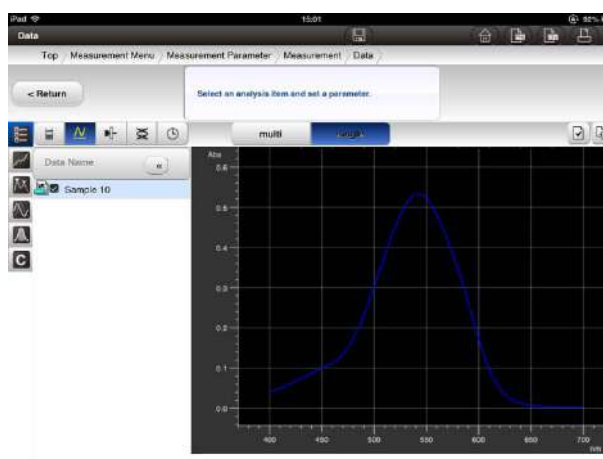 iPad
15:01
92%
Data
Top / Measurement Menu / Measurement Parameter / Measurement / Data
< Return
Select an analysis item and set a parameter.
multi
single
Data Name
«
Sample 10
C
Abs
0.6
0.5
0.4
0.3
0.2
0.1
0.0
400 450 500 550 600 650 700
nm